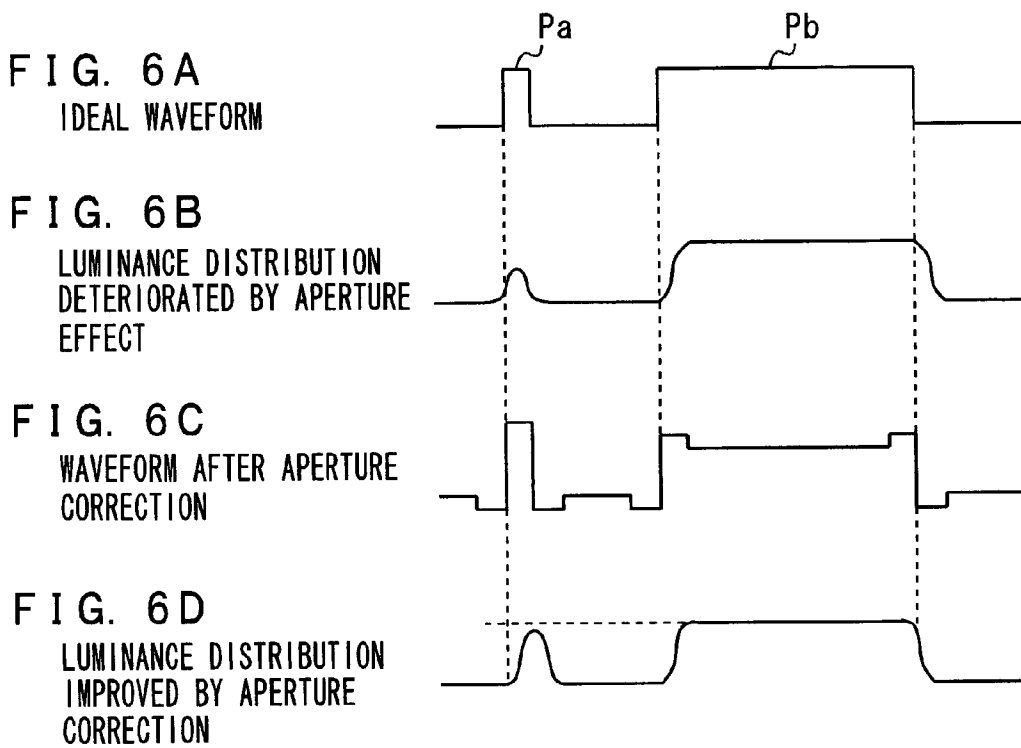 Pa
Pb
FIG. 6A
IDEAL WAVEFORM
FIG. 6B
LUMINANCE DISTRIBUTION
DETERIORATED BY APERTURE
EFFECT
FIG. 6C
WAVEFORM AFTER APERTURE
CORRECTION
FIG. 6D
LUMINANCE DISTRIBUTION
IMPROVED BY APERTURE
CORRECTION